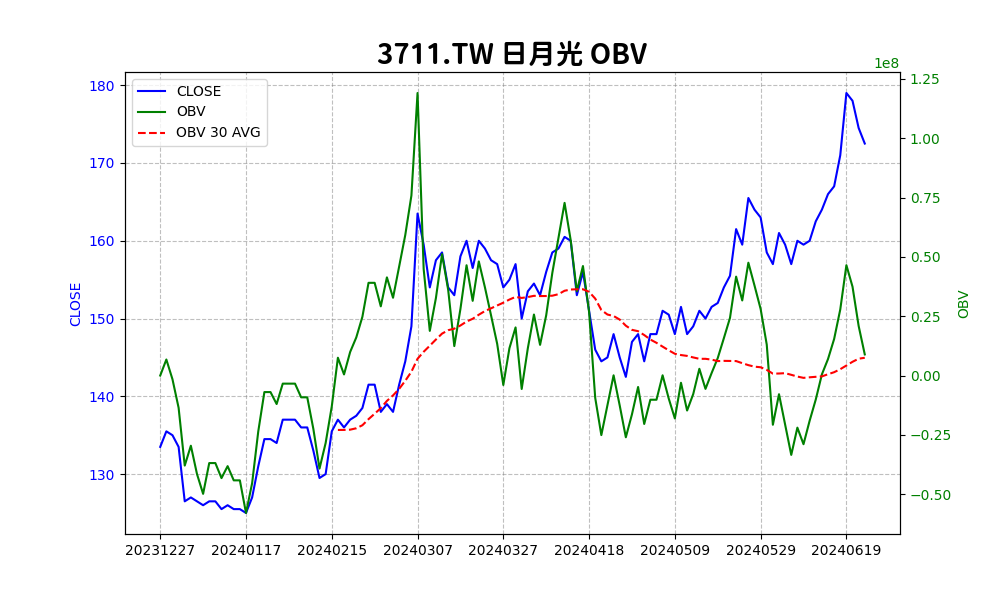 3711.TW 日月光 OBV
1e8
CLOSE
OBV
OBV 30 AVG
180
170
160
150
140
130
CLOSE
1.25
1.00
0.75
0.50
0.25
0.00
−0.25
−0.50
OBV
20231227 20240117 20240215 20240307 20240327 20240418 20240509 20240529 20240619